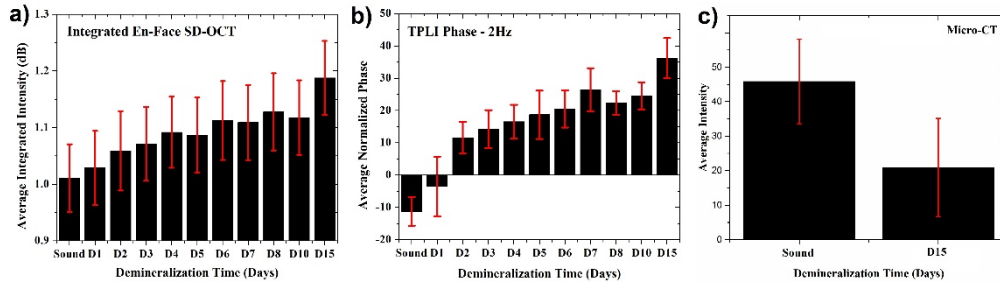 a)
Integrated En-Face SD-OCT
Average Integrated Intensity (dB)
1.3
1.2
1.1
1.0
0.9
Sound D1 D2 D3 D4 D5 D6 D7 D8 D10 D15
Demineralization Time (Days)
b)
TPLI Phase - 2Hz
Average Normalized Phase
50
40
30
20
10
0
-10
-20
Sound D1 D2 D3 D4 D5 D6 D7 D8 D10 D15
Demineralization Time (Days)
c)
Micro-CT
Average Intensity
60
50
40
30
20
10
0
Sound D15
Demineralization Time (Days)